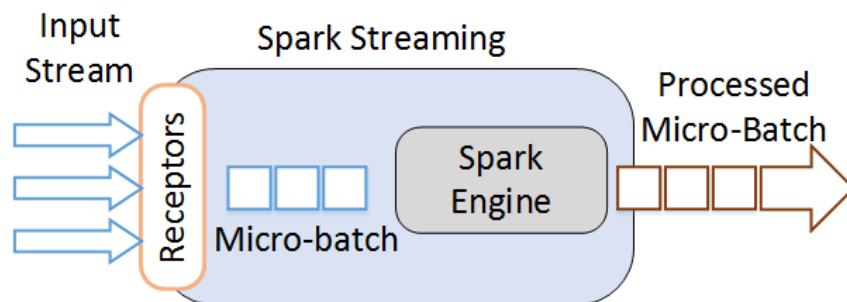 Input
Stream
Spark Streaming
Receptors
Micro-batch
Spark
Engine
Processed
Micro-Batch